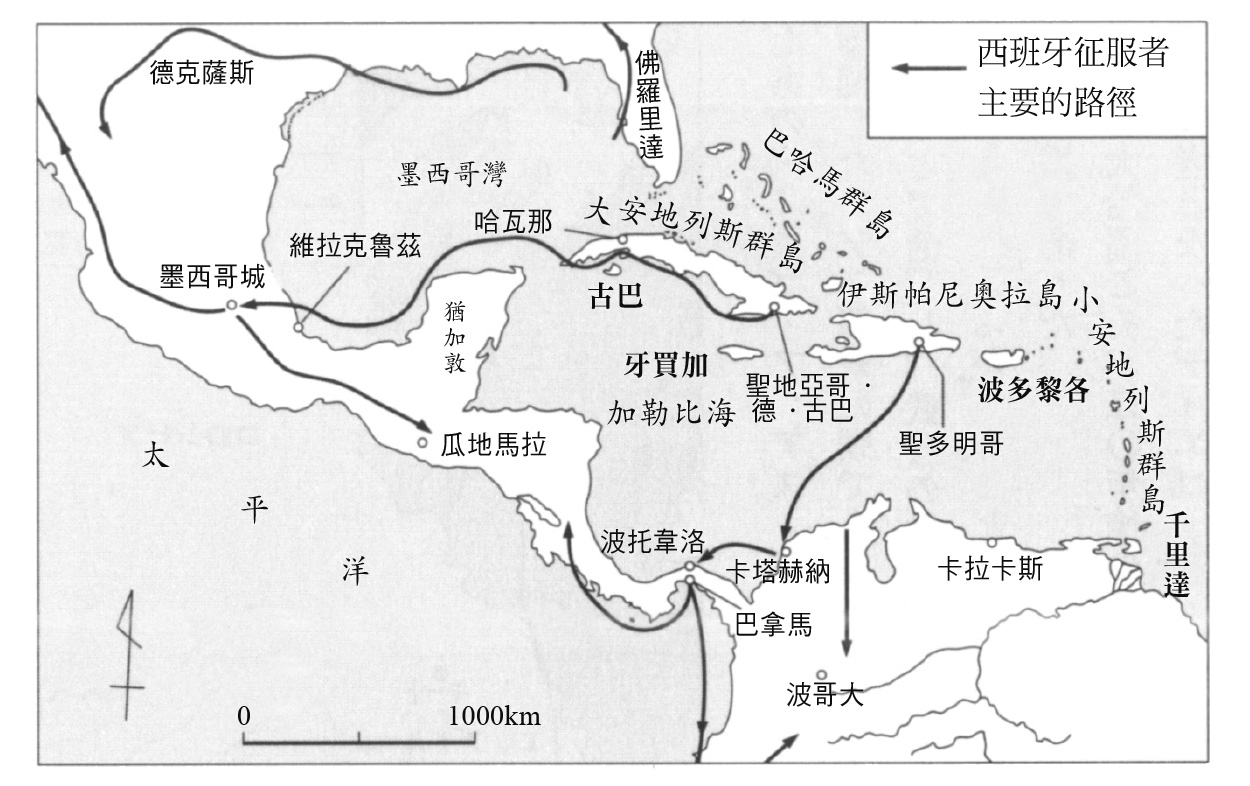 西班牙征服者
主要的路徑
德克薩斯
佛羅里達
巴哈馬群島
墨西哥灣
哈瓦那
大安地列斯群島
維拉克魯茲
墨西哥城
古巴
伊斯帕尼奧拉島
小安地列斯群島
猶加敦
牙買加
聖地亞哥·
德·古巴
波多黎各
加勒比海
聖多明哥
瓜地馬拉
太平洋
波托韋洛
卡塔赫納
卡拉卡斯
千里達
巴拿馬
波哥大
0
1000km